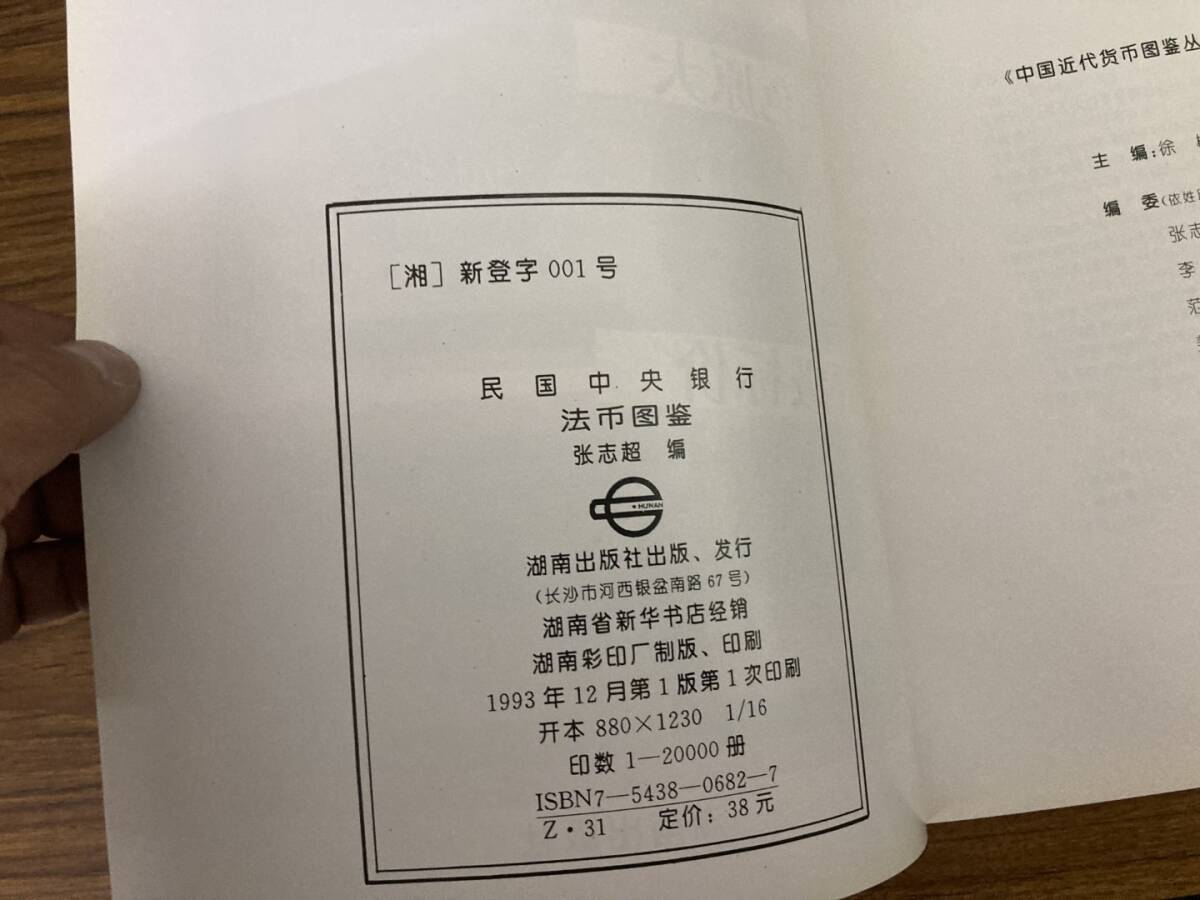 ［湘］新登字 001 号
民国中央银行
法币图鉴
张志超 编
HUNAN
湖南出版社出版、发行
（长沙市河西银盆南路 67 号）
湖南省新华书店经销
湖南彩印厂制版、印刷
1993 年 12 月第 1 版第 1 次印刷
开本 880×1230 1/16
印数 1—20000 册
ISBN7—5438—0682—7
Z·31 定价：38 元
《中国近代货币图鉴丛
主 编：徐
编 委（依姓
张志
李
范